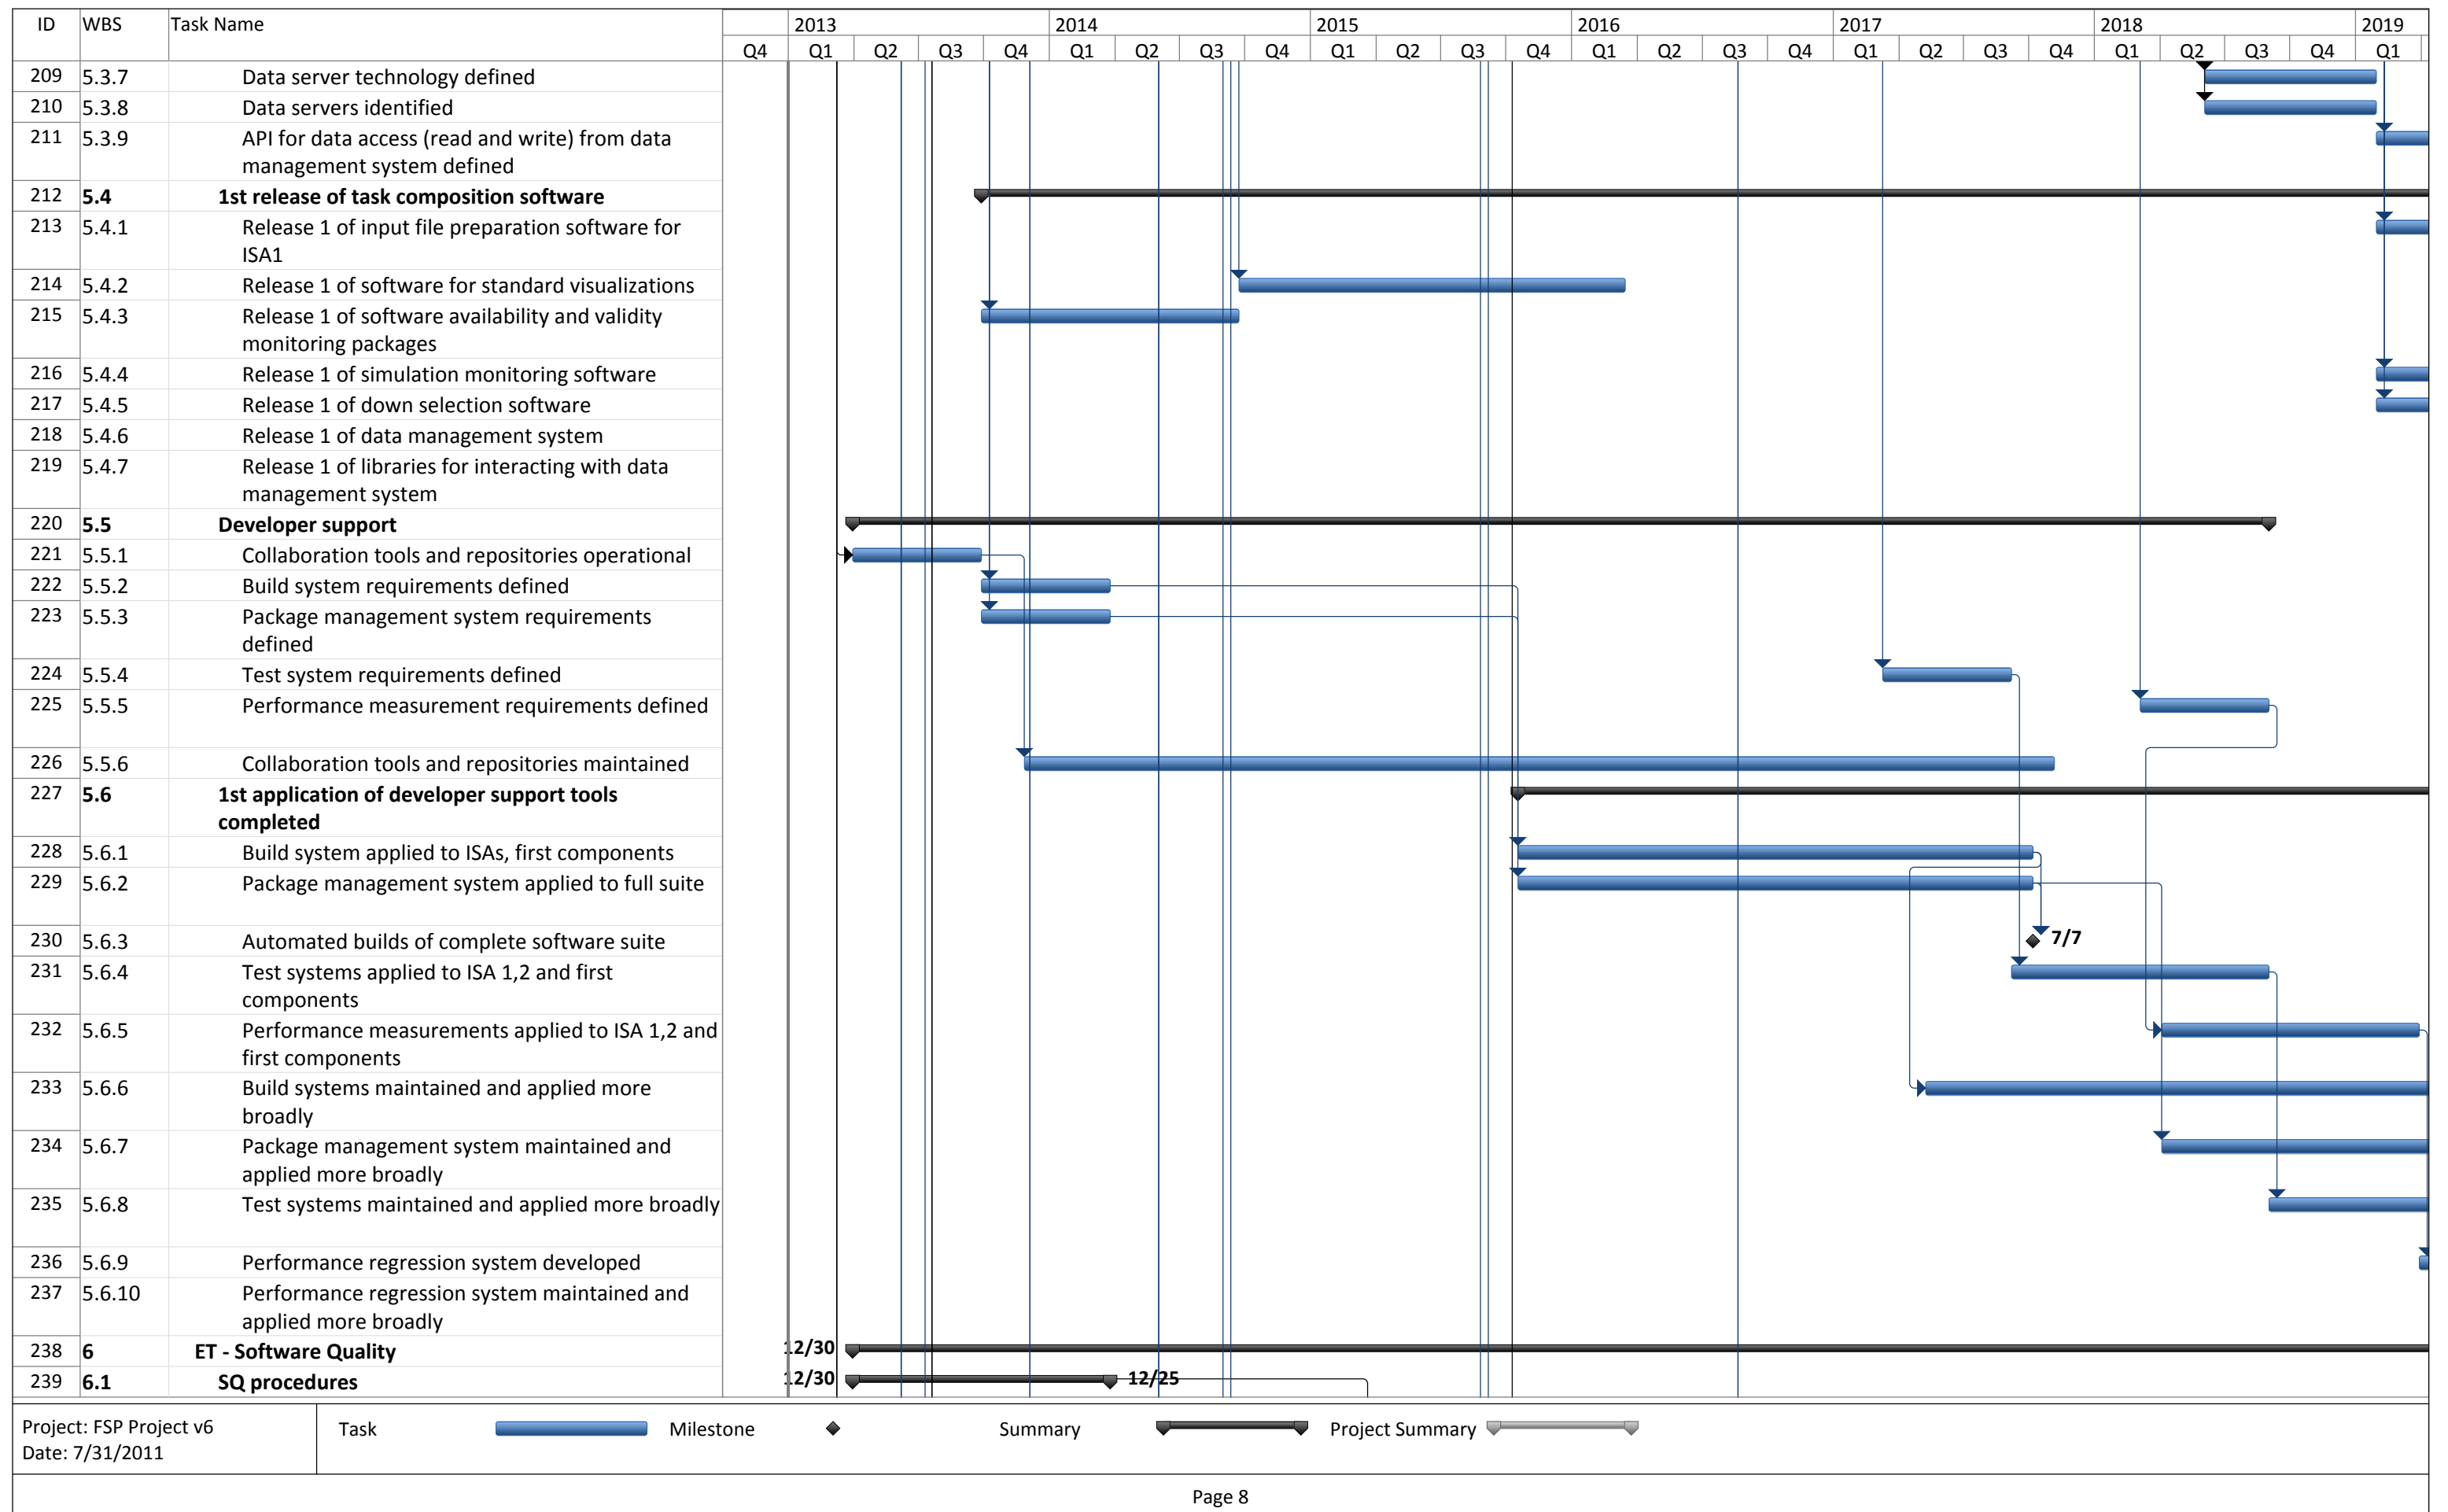 ID WBS Task Name 2013 2014 2015 2016 2017 2018 2019
Q4 Q1 Q2 Q3 Q4 Q1 Q2 Q3 Q4 Q1 Q2 Q3 Q4 Q1 Q2 Q3 Q4 Q1 Q2 Q3 Q4 Q1 Q2 Q3 Q4 Q1
209 5.3.7 Data server technology defined
210 5.3.8 Data servers identified
211 5.3.9 API for data access (read and write) from data
management system defined
212 5.4 1st release of task composition software
213 5.4.1 Release 1 of input file preparation software for
ISA1
214 5.4.2 Release 1 of software for standard visualizations
215 5.4.3 Release 1 of software availability and validity
monitoring packages
216 5.4.4 Release 1 of simulation monitoring software
217 5.4.5 Release 1 of down selection software
218 5.4.6 Release 1 of data management system
219 5.4.7 Release 1 of libraries for interacting with data
management system
220 5.5 Developer support
221 5.5.1 Collaboration tools and repositories operational
222 5.5.2 Build system requirements defined
223 5.5.3 Package management system requirements
defined
224 5.5.4 Test system requirements defined
225 5.5.5 Performance measurement requirements defined
226 5.5.6 Collaboration tools and repositories maintained
227 5.6 1st application of developer support tools
completed
228 5.6.1 Build system applied to ISAs, first components
229 5.6.2 Package management system applied to full suite
230 5.6.3 Automated builds of complete software suite 7/7
231 5.6.4 Test systems applied to ISA 1,2 and first
components
232 5.6.5 Performance measurements applied to ISA 1,2 and
first components
233 5.6.6 Build systems maintained and applied more
broadly
234 5.6.7 Package management system maintained and
applied more broadly
235 5.6.8 Test systems maintained and applied more broadly
236 5.6.9 Performance regression system developed
237 5.6.10 Performance regression system maintained and
applied more broadly
238 6 ET - Software Quality 12/30
239 6.1 SQ procedures 12/30 12/25
Project: FSP Project v6
Date: 7/31/2011
Task Milestone Summary Project Summary
Page 8